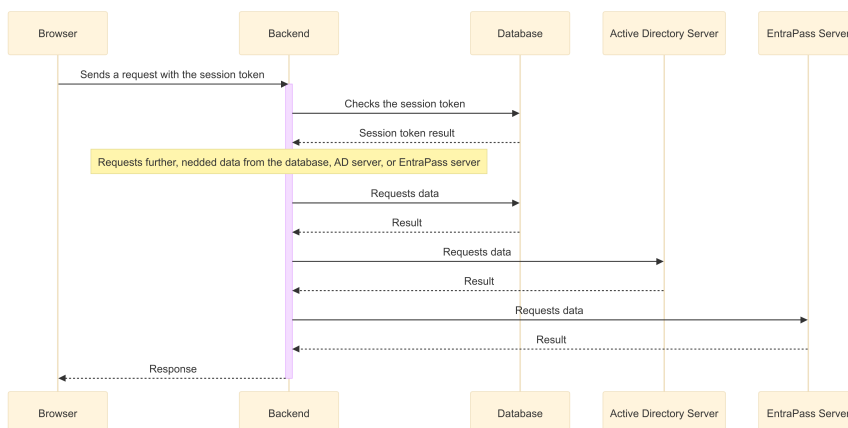 Browser
Backend
Database
Active Directory Server
EntraPass Server
Sends a request with the session token
Checks the session token
Session token result
Requests further, nedded data from the database, AD server, or EntraPass server
Requests data
Result
Requests data
Result
Requests data
Result
Response
Browser
Backend
Database
Active Directory Server
EntraPass Server